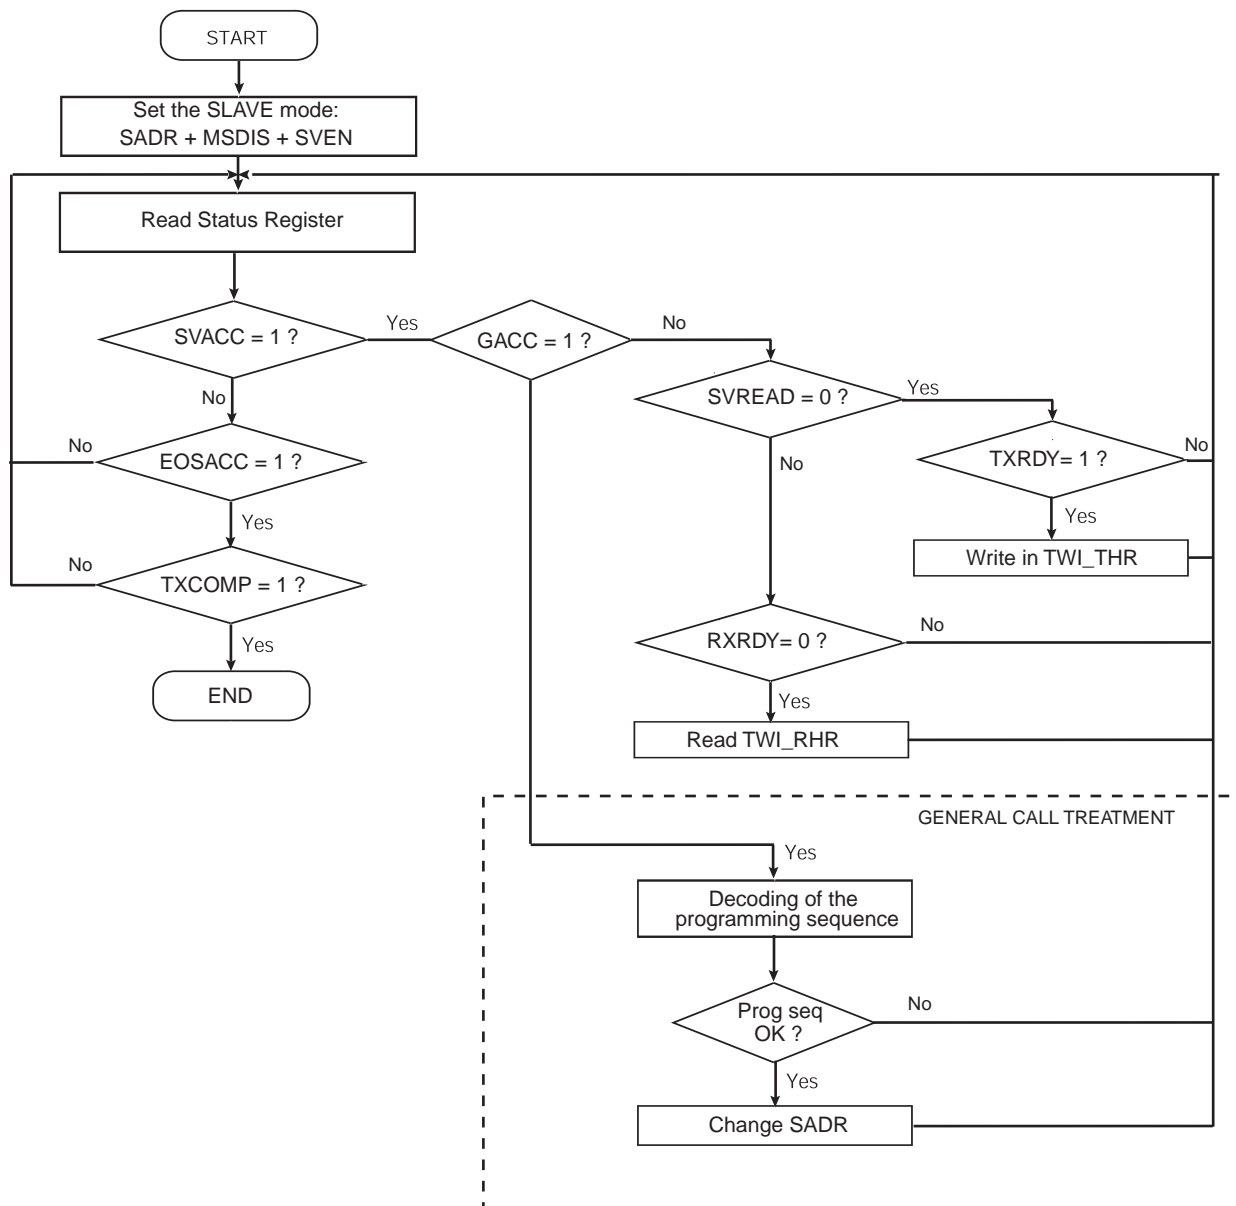 START
Set the SLAVE mode:
SADR + MSDIS + SVEN
Read Status Register
SVACC = 1 ?
Yes
GACC = 1 ?
No
SVREAD = 0 ?
Yes
No
EOSACC = 1 ?
No
No
TXRDY= 1 ?
No
Yes
Yes
Write in TWI_THR
TXCOMP = 1 ?
No
Yes
RXRDY= 0 ?
No
END
Yes
Read TWI_RHR
GENERAL CALL TREATMENT
Yes
Decoding of the
programming sequence
Prog seq
OK ?
No
Yes
Change SADR